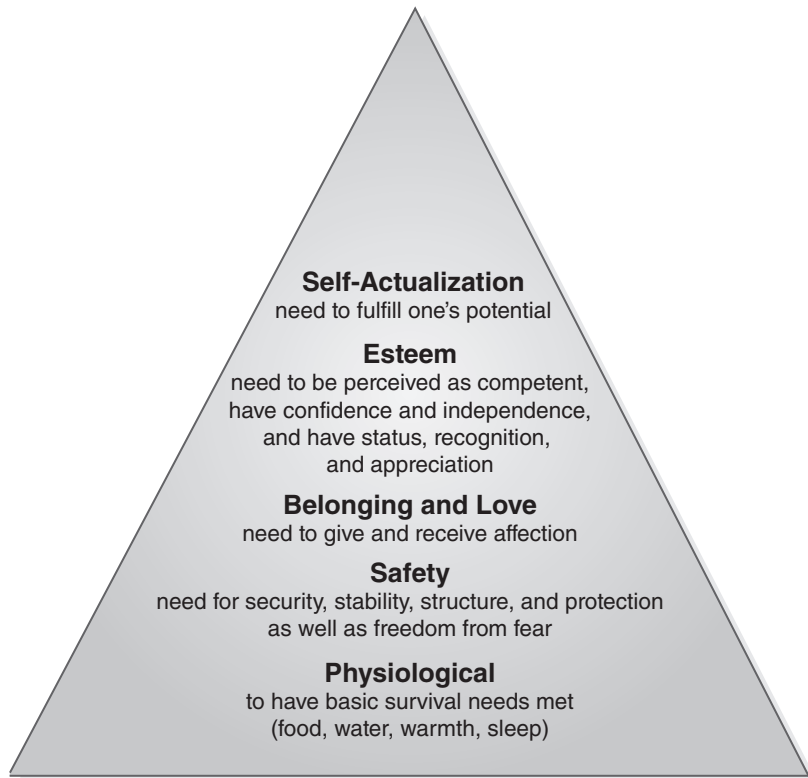 Self-Actualization
need to fulfill one’s potential
Esteem
need to be perceived as competent,
have confidence and independence,
and have status, recognition,
and appreciation
Belonging and Love
need to give and receive affection
Safety
need for security, stability, structure, and protection
as well as freedom from fear
Physiological
to have basic survival needs met
(food, water, warmth, sleep)